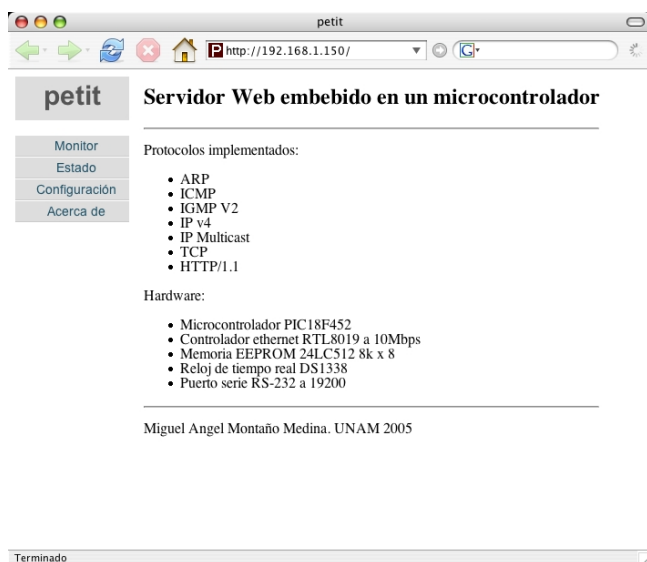 petit
http://192.168.1.150/
petit
Monitor
Estado
Configuración
Acerca de
Servidor Web embebido en un microcontrolador
Protocolos implementados:
ARP
ICMP
IGMP V2
IP v4
IP Multicast
TCP
HTTP/1.1
Hardware:
Microcontrolador PIC18F452
Controlador ethernet RTL8019 a 10Mbps
Memoria EEPROM 24LC512 8k x 8
Reloj de tiempo real DS1338
Puerto serie RS-232 a 19200
Miguel Angel Montaño Medina. UNAM 2005
Terminado